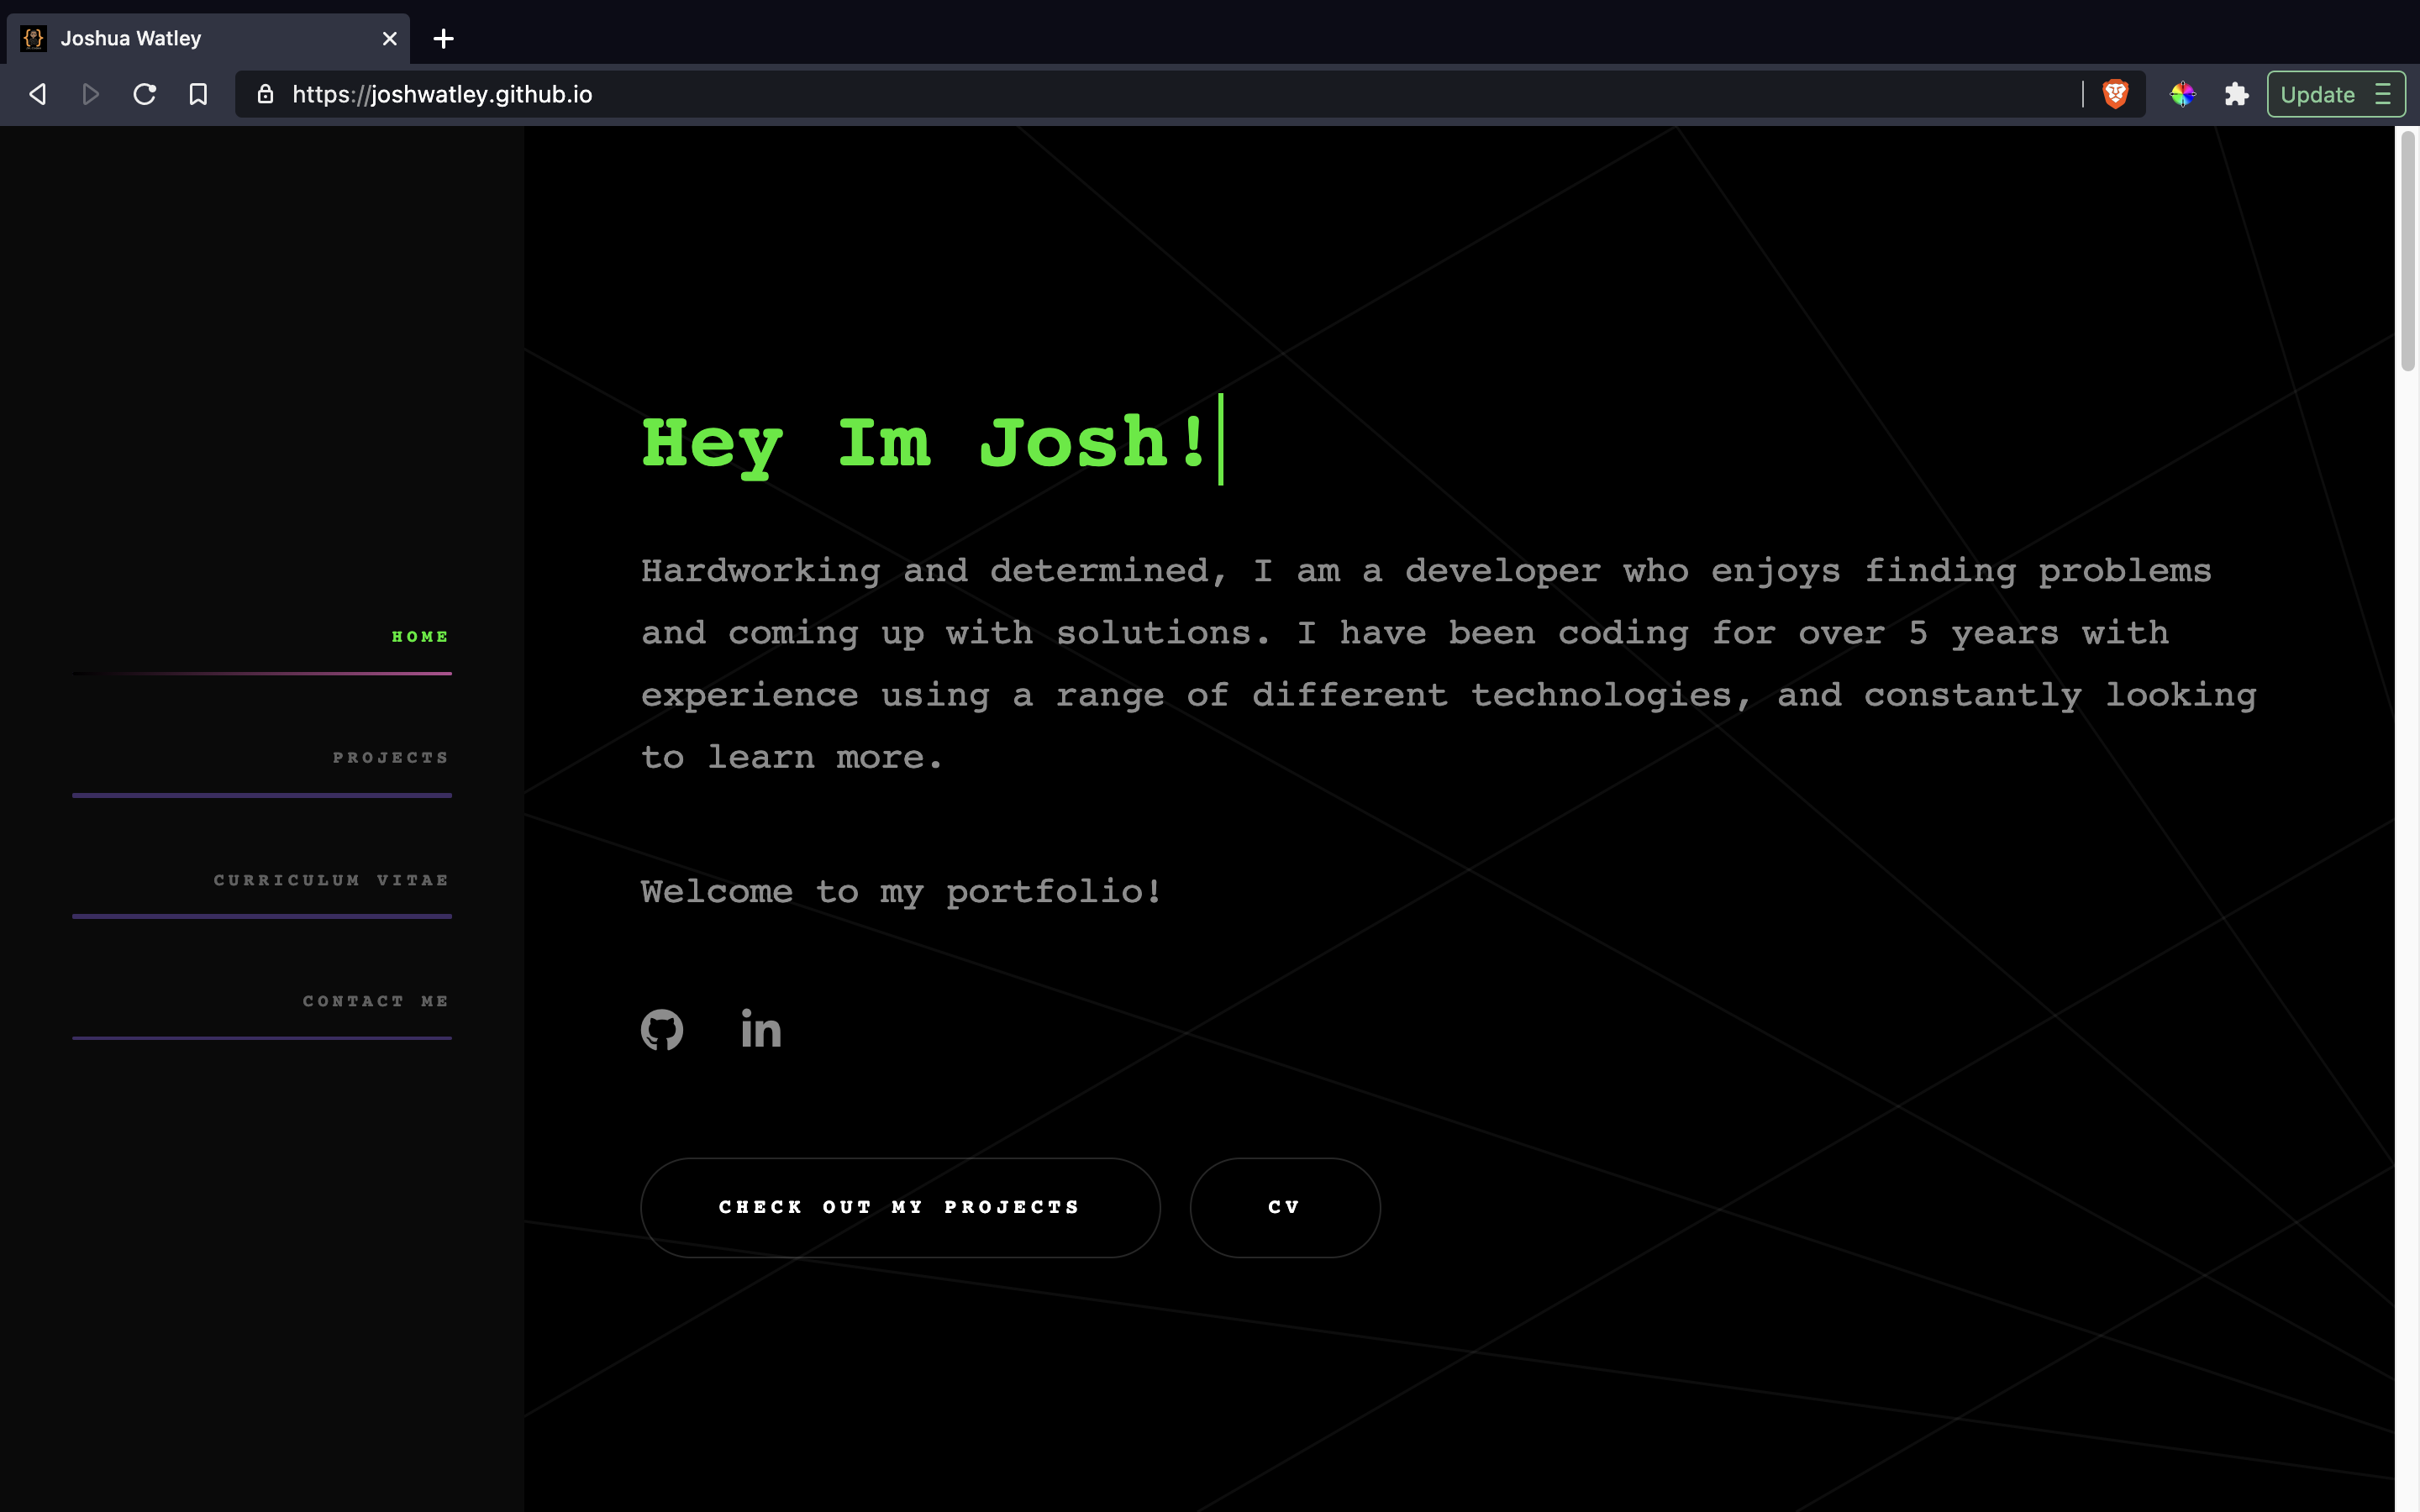 Joshua Watley
https://joshwatley.github.io
Update
HOME
PROJECTS
CURRICULUM VITAE
CONTACT ME
Hey Im Josh!
Hardworking and determined, I am a developer who enjoys finding problems
and coming up with solutions. I have been coding for over 5 years with
experience using a range of different technologies, and constantly looking
to learn more.
Welcome to my portfolio!
in
CHECK OUT MY PROJECTS
CV